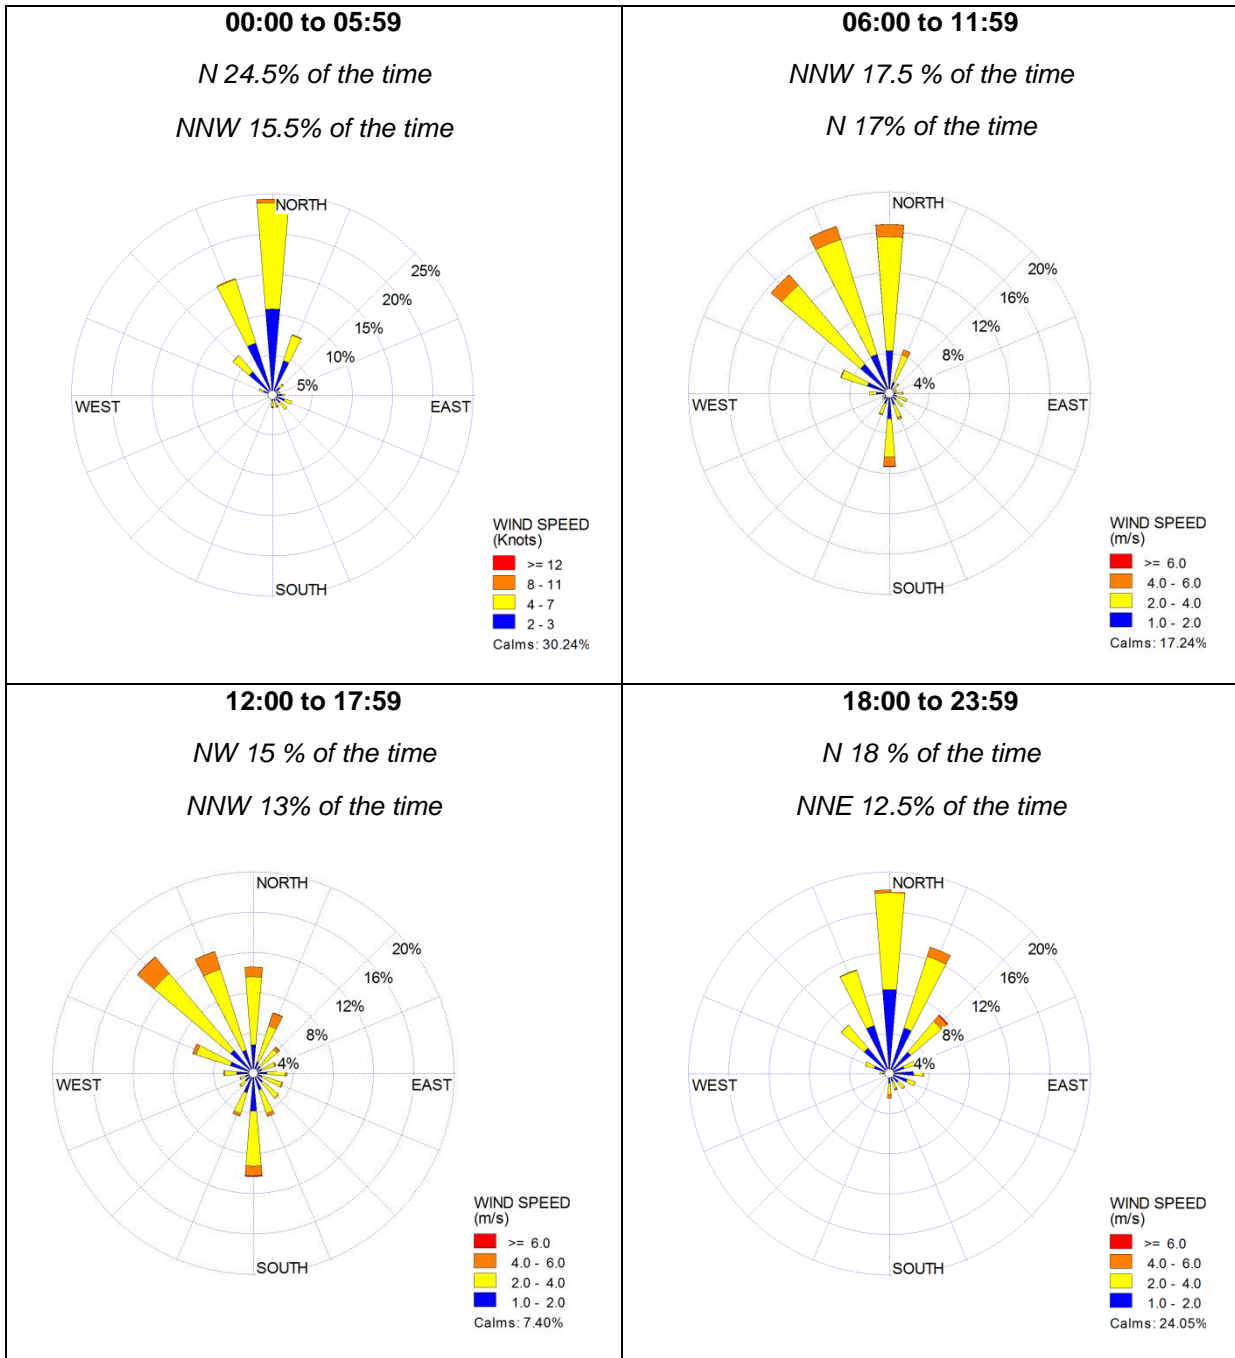 00:00 to 05:59
N 24.5% of the time
NNW 15.5% of the time
NORTH
25%
20%
15%
10%
5%
WEST
EAST
SOUTH
WIND SPEED
(Knots)
>= 12
8 - 11
4 - 7
2 - 3
Calms: 30.24%
06:00 to 11:59
NNW 17.5 % of the time
N 17% of the time
NORTH
20%
16%
12%
8%
4%
WEST
EAST
SOUTH
WIND SPEED
(m/s)
>= 6.0
4.0 - 6.0
2.0 - 4.0
1.0 - 2.0
Calms: 17.24%
12:00 to 17:59
NW 15 % of the time
NNW 13% of the time
NORTH
20%
16%
12%
8%
4%
WEST
EAST
SOUTH
WIND SPEED
(m/s)
>= 6.0
4.0 - 6.0
2.0 - 4.0
1.0 - 2.0
Calms: 7.40%
18:00 to 23:59
N 18 % of the time
NNE 12.5% of the time
NORTH
20%
16%
12%
8%
4%
WEST
EAST
SOUTH
WIND SPEED
(m/s)
>= 6.0
4.0 - 6.0
2.0 - 4.0
1.0 - 2.0
Calms: 24.05%